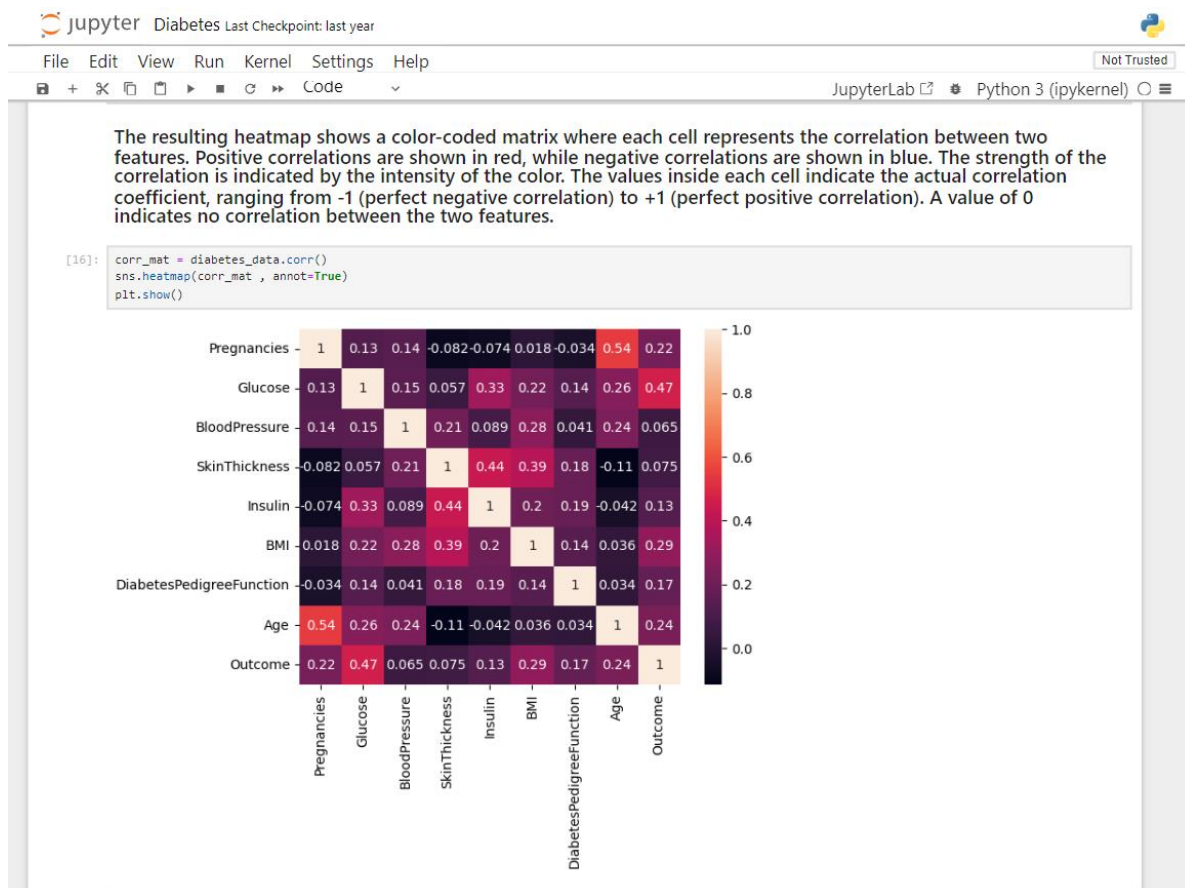 jupyter Diabetes Last Checkpoint: last year
File Edit View Run Kernel Settings Help
Not Trusted
Code
JupyterLab
Python 3 (ipykernel)
The resulting heatmap shows a color-coded matrix where each cell represents the correlation between two
features. Positive correlations are shown in red, while negative correlations are shown in blue. The strength of the
correlation is indicated by the intensity of the color. The values inside each cell indicate the actual correlation
coefficient, ranging from -1 (perfect negative correlation) to +1 (perfect positive correlation). A value of 0
indicates no correlation between the two features.
[16]: corr_mat = diabetes_data.corr()
sns.heatmap(corr_mat , annot=True)
plt.show()
Pregnancies 1 0.13 0.14 -0.082 -0.074 0.018 -0.034 0.54 0.22
Glucose 0.13 1 0.15 0.057 0.33 0.22 0.14 0.26 0.47
BloodPressure 0.14 0.15 1 0.21 0.089 0.28 0.041 0.24 0.065
SkinThickness -0.082 0.057 0.21 1 0.44 0.39 0.18 -0.11 0.075
Insulin -0.074 0.33 0.089 0.44 1 0.2 0.19 -0.042 0.13
BMI 0.018 0.22 0.28 0.39 0.2 1 0.14 0.036 0.29
DiabetesPedigreeFunction -0.034 0.14 0.041 0.18 0.19 0.14 1 0.034 0.17
Age 0.54 0.26 0.24 -0.11 -0.042 0.036 0.034 1 0.24
Outcome 0.22 0.47 0.065 0.075 0.13 0.29 0.17 0.24 1
Pregnancies
Glucose
BloodPressure
SkinThickness
Insulin
BMI
DiabetesPedigreeFunction
Age
Outcome
1.0
0.8
0.6
0.4
0.2
0.0